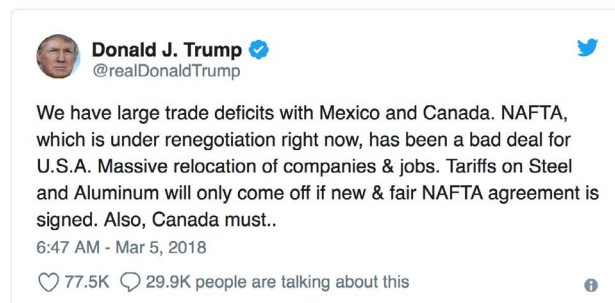 Donald J. Trump
@realDonaldTrump
We have large trade deficits with Mexico and Canada. NAFTA,
which is under renegotiation right now, has been a bad deal for
U.S.A. Massive relocation of companies & jobs. Tariffs on Steel
and Aluminum will only come off if new & fair NAFTA agreement is
signed. Also, Canada must..
6:47 AM - Mar 5, 2018
77.5K 29.9K people are talking about this